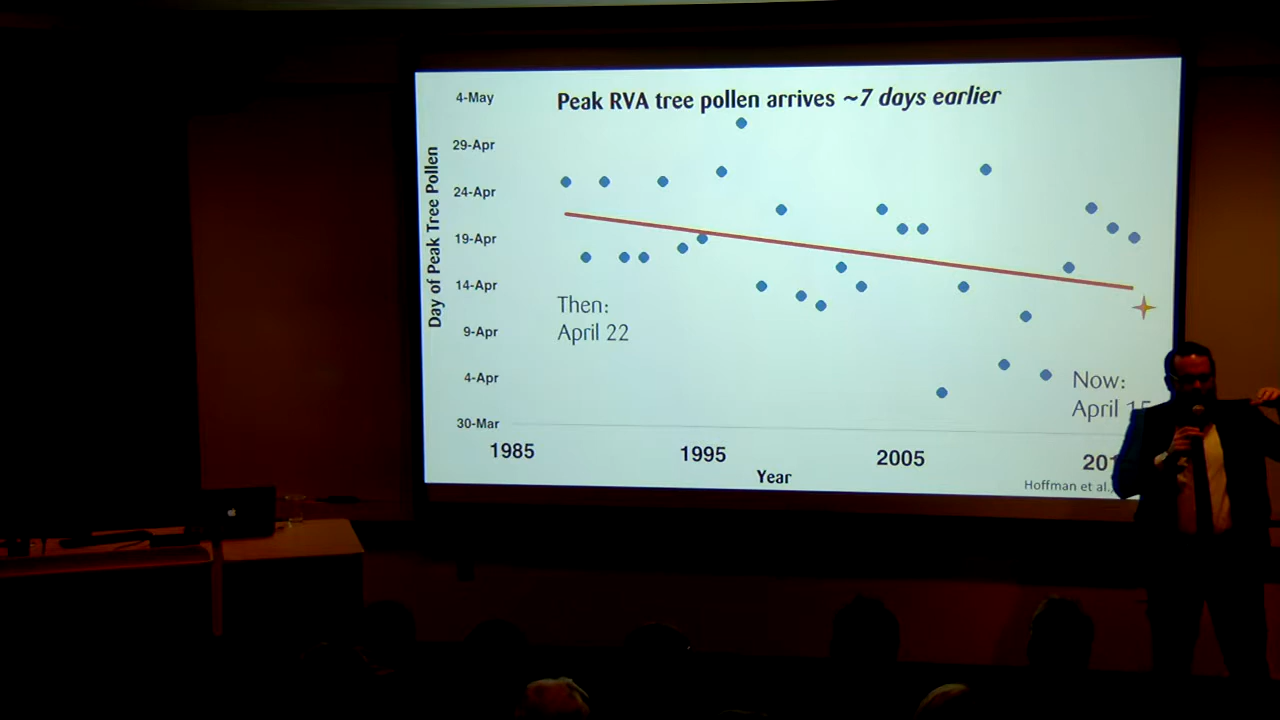 Peak RVA tree pollen arrives ~7 days earlier
Day of Peak Tree Pollen
4-May
29-Apr
24-Apr
19-Apr
14-Apr
9-Apr
4-Apr
30-Mar
Then:
April 22
Now:
April 15
1985
1995
2005
Year
Hoffman et al.,